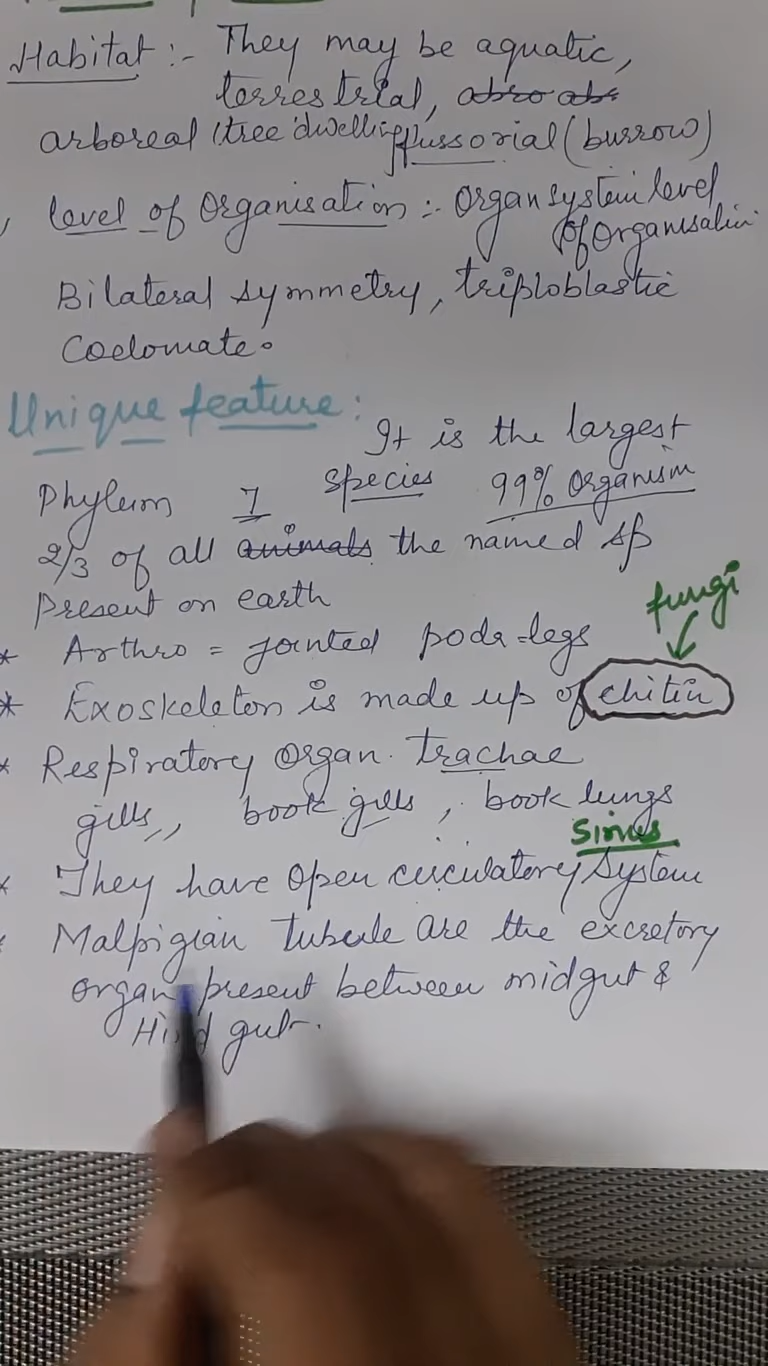 Habitat :- They may be aquatic,
terrestrial,
arboreal (tree dwelling) fussorial (burrow)
level of Organisation :- Organ system level
of Organisation
Bilateral symmetry, triploblastic
Coelomate.
Unique feature :
It is the largest
Phylum 7 species 99% Organism
2/3 of all animals the named sp
Present on earth
fungi
* Arthro = jointed poda = legs
* Exoskeleton is made up of chitin
* Respiratory Organ. trachae
gills,, book gills, book lungs
Sinus
* They have Open circulatory System
* Malpigian tubule are the excretory
organ present between midgut &
Hind gut.